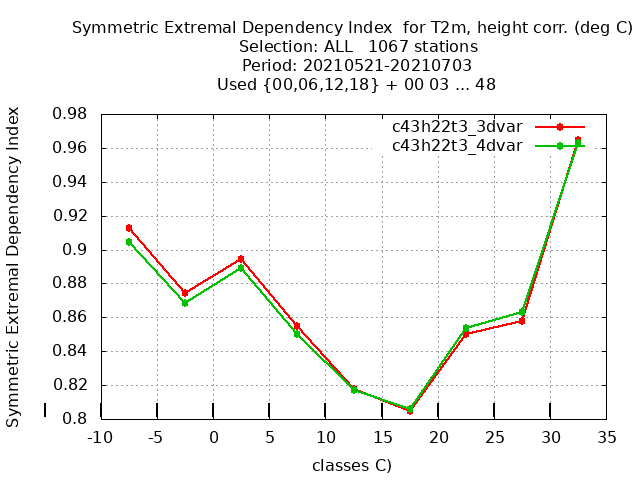 Symmetric Extremal Dependency Index  for T2m, height corr. (deg C)
Selection: ALL   1067 stations
Period: 20210521-20210703
Used {00,06,12,18} + 00 03 ... 48
Symmetric Extremal Dependency Index
0.98
0.96
0.94
0.92
0.9
0.88
0.86
0.84
0.82
0.8
c43h22t3_3dvar
c43h22t3_4dvar
-10 -5 0 5 10 15 20 25 30 35
classes C)